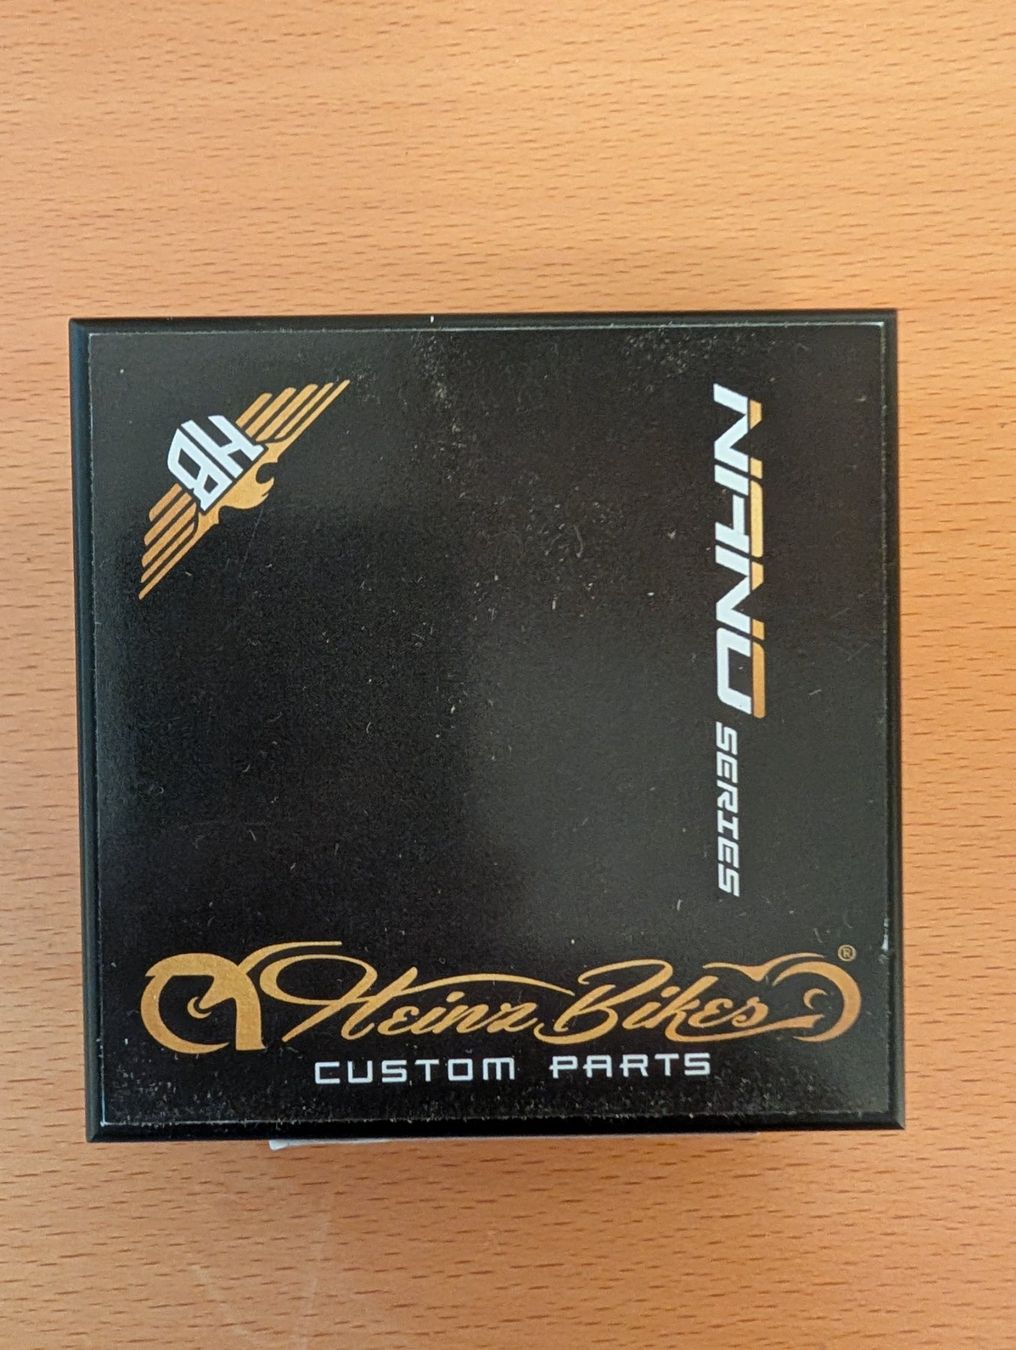 HB
NANO SERIES
Heinz Bikes ®
CUSTOM PARTS